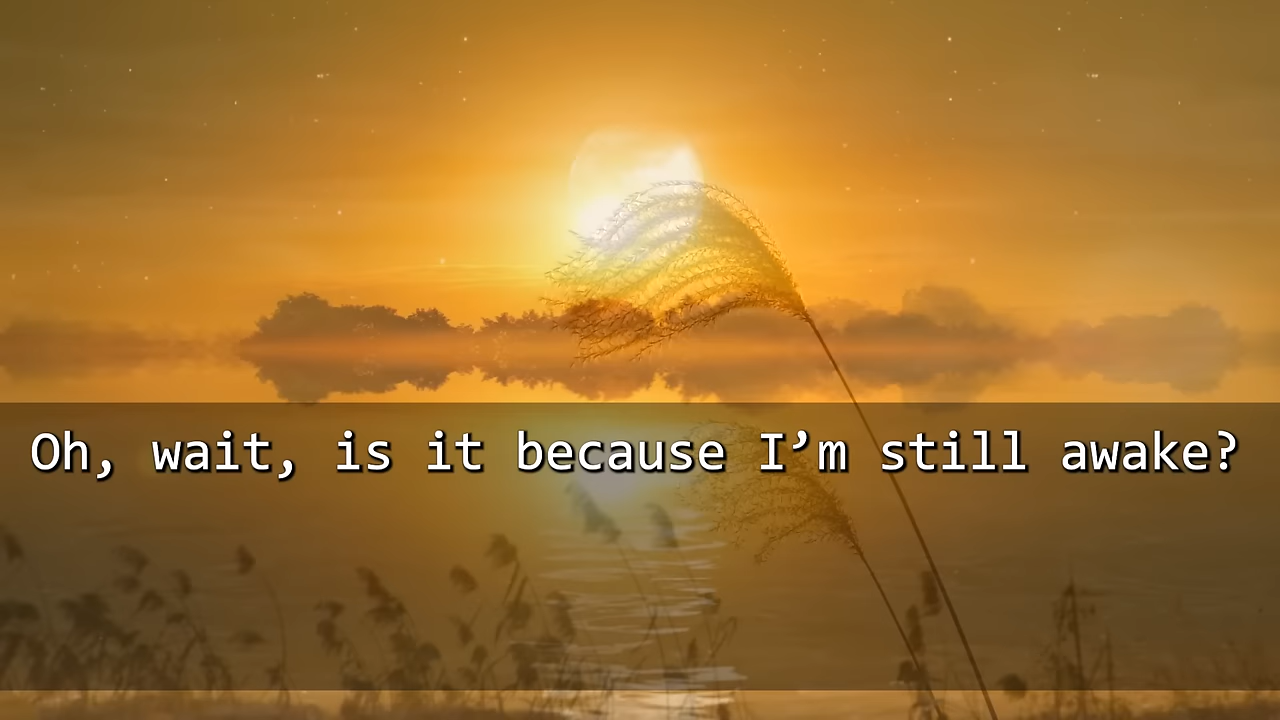 Oh, wait, is it because I’m still awake?